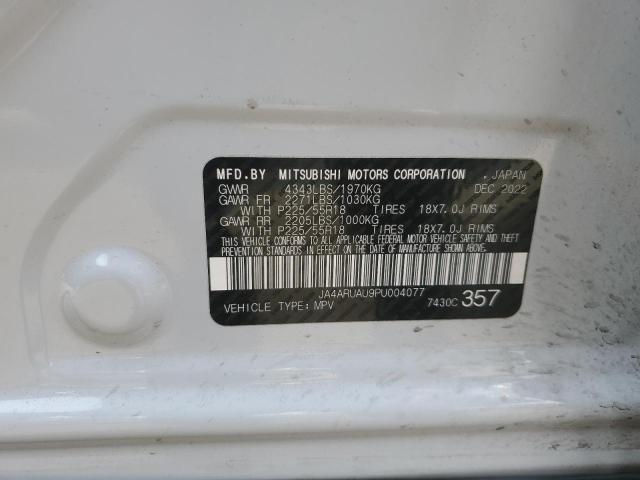 MFD.BY MITSUBISHI MOTORS CORPORATION . JAPAN
GVWR 4343LBS/1970KG DEC 2022
GAWR FR 2271LBS/1030KG
WITH P225/55R18 TIRES 18X7.0J RIMS
GAWR RR 2205LBS/1000KG
WITH P225/55R18 TIRES 18X7.0J RIMS
THIS VEHICLE CONFORMS TO ALL APPLICABLE FEDERAL MOTOR VEHICLE SAFETY AND THEFT
PREVENTION STANDARDS IN EFFECT ON THE DATE OF MANUFACTURE SHOWN ABOVE.
JA4ARUAU9PU004077
VEHICLE TYPE: MPV 7430C 357